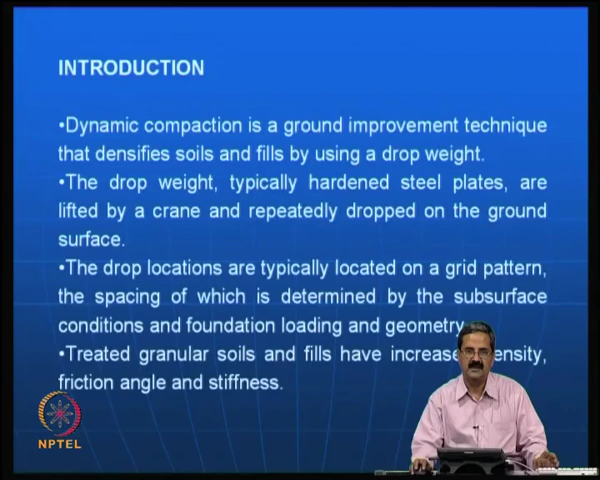 INTRODUCTION
•Dynamic compaction is a ground improvement technique
that densifies soils and fills by using a drop weight.
•The drop weight, typically hardened steel plates, are
lifted by a crane and repeatedly dropped on the ground
surface.
•The drop locations are typically located on a grid pattern,
the spacing of which is determined by the subsurface
conditions and foundation loading and geometry
•Treated granular soils and fills have increase ensity,
friction angle and stiffness.
NPTEL